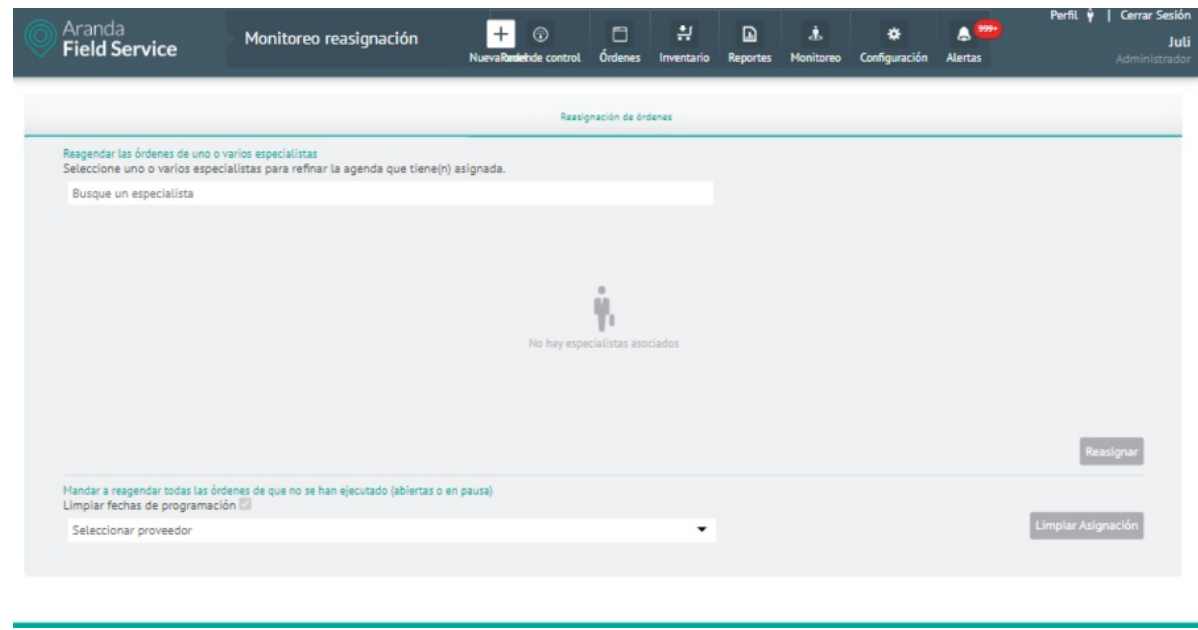 Perfil | Cerrar Sesión
Aranda
Field Service
Monitoreo reasignación
999+
Juli
Administrador
Nueva Panel de control Órdenes Inventario Reportes Monitoreo Configuración Alertas
Reasignación de órdenes
Reagendar las órdenes de uno o varios especialistas
Seleccione uno o varios especialistas para refinar la agenda que tiene(n) asignada.
Busque un especialista
No hay especialistas asociados
Reasignar
Mandar a reagendar todas las órdenes de que no se han ejecutado (abiertas o en pausa)
Limpiar fechas de programación
Seleccionar proveedor
Limpiar Asignación